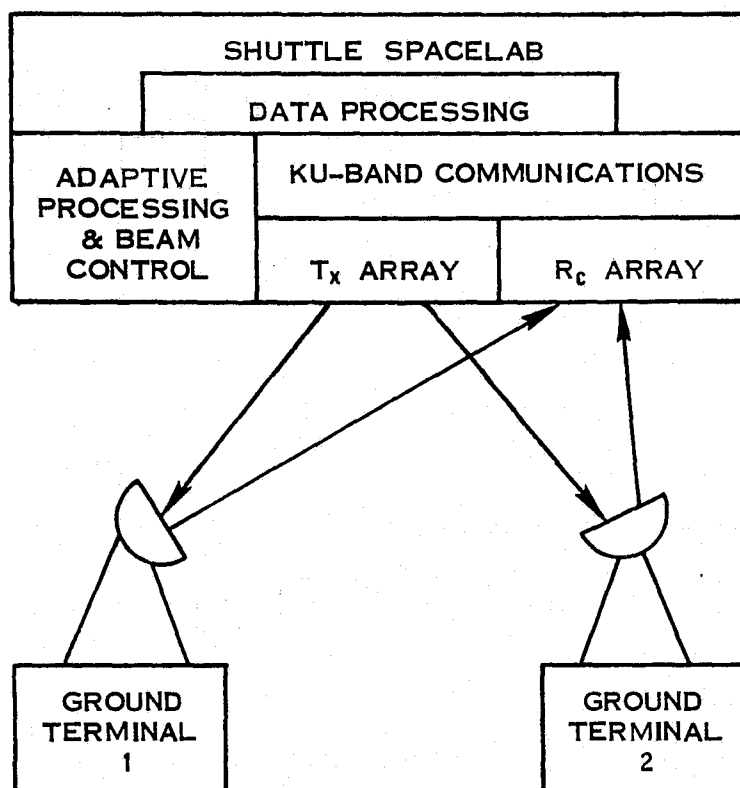 SHUTTLE SPACELAB
DATA PROCESSING
ADAPTIVE
PROCESSING
& BEAM
CONTROL
KU-BAND COMMUNICATIONS
Tx ARRAY
Rc ARRAY
GROUND
TERMINAL
1
GROUND
TERMINAL
2